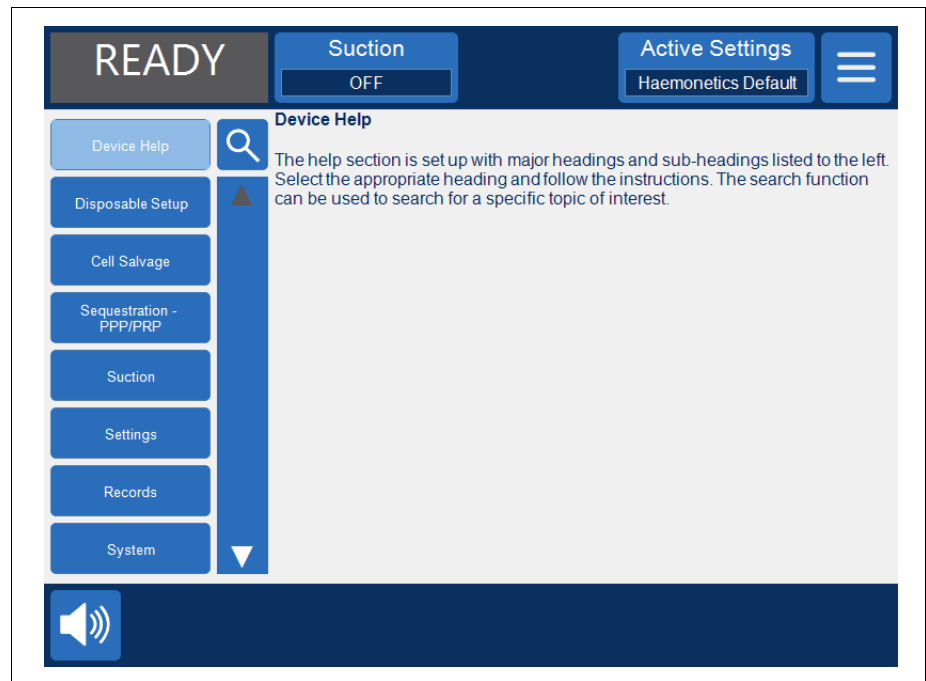 READY
Suction
OFF
Active Settings
Haemonetics Default
Device Help
Disposable Setup
Cell Salvage
Sequestration -
PPP/PRP
Suction
Settings
Records
System
Device Help
The help section is set up with major headings and sub-headings listed to the left.
Select the appropriate heading and follow the instructions. The search function
can be used to search for a specific topic of interest.